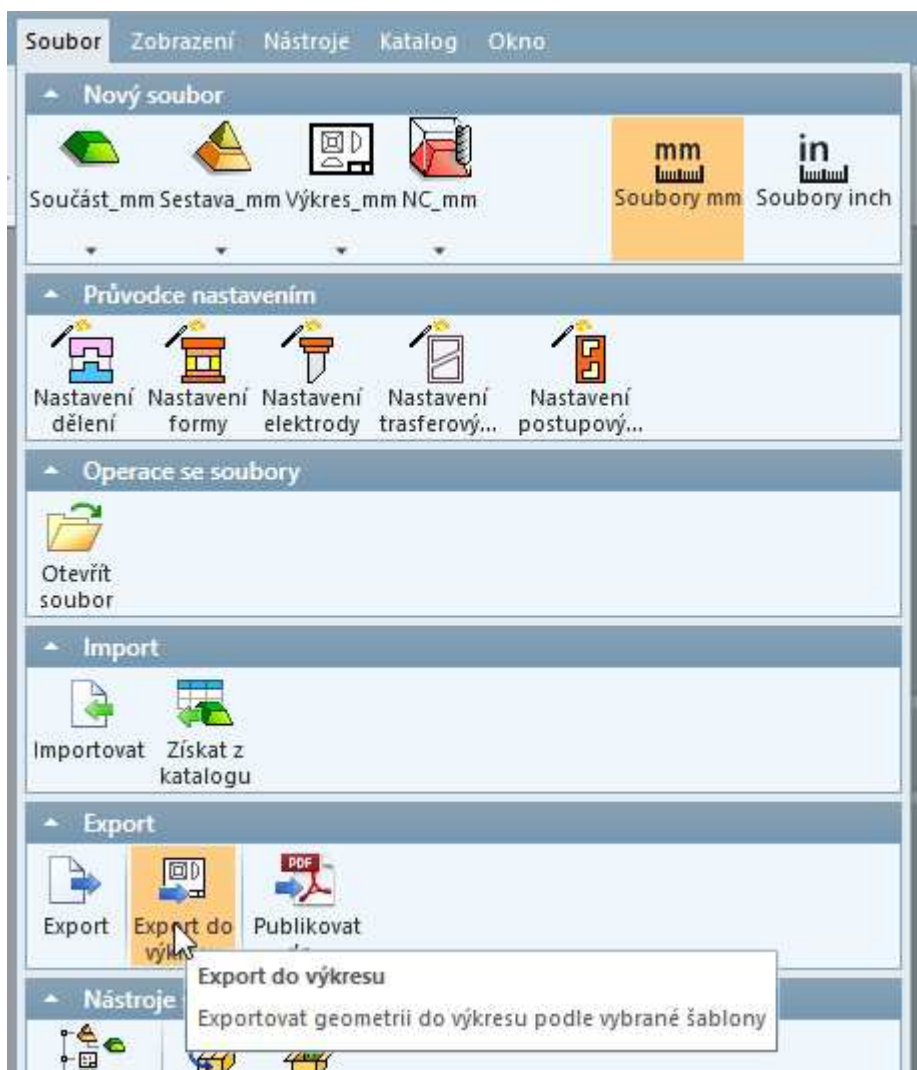 Soubor Zobrazení Nástroje Katalog Okno
Nový soubor
mm in
Součást_mm Sestava_mm Výkres_mm NC_mm Soubory mm Soubory inch
Průvodce nastavením
Nastavení Nastavení Nastavení Nastavení Nastavení
dělení formy elektrody trasferový... postupový...
Operace se soubory
Otevřít
soubor
Import
Importovat Získat z
katalogu
Export
PDF
Export Export do Publikovat
Export do výkresu
Nástroje
Exportovat geometrii do výkresu podle vybrané šablony